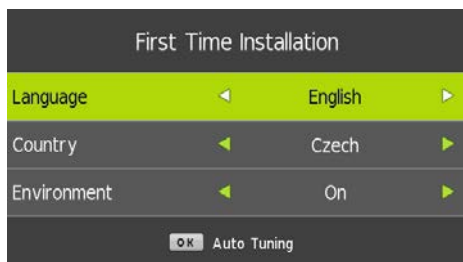 First Time Installation
Language English
Country Czech
Environment On
OK Auto Tuning